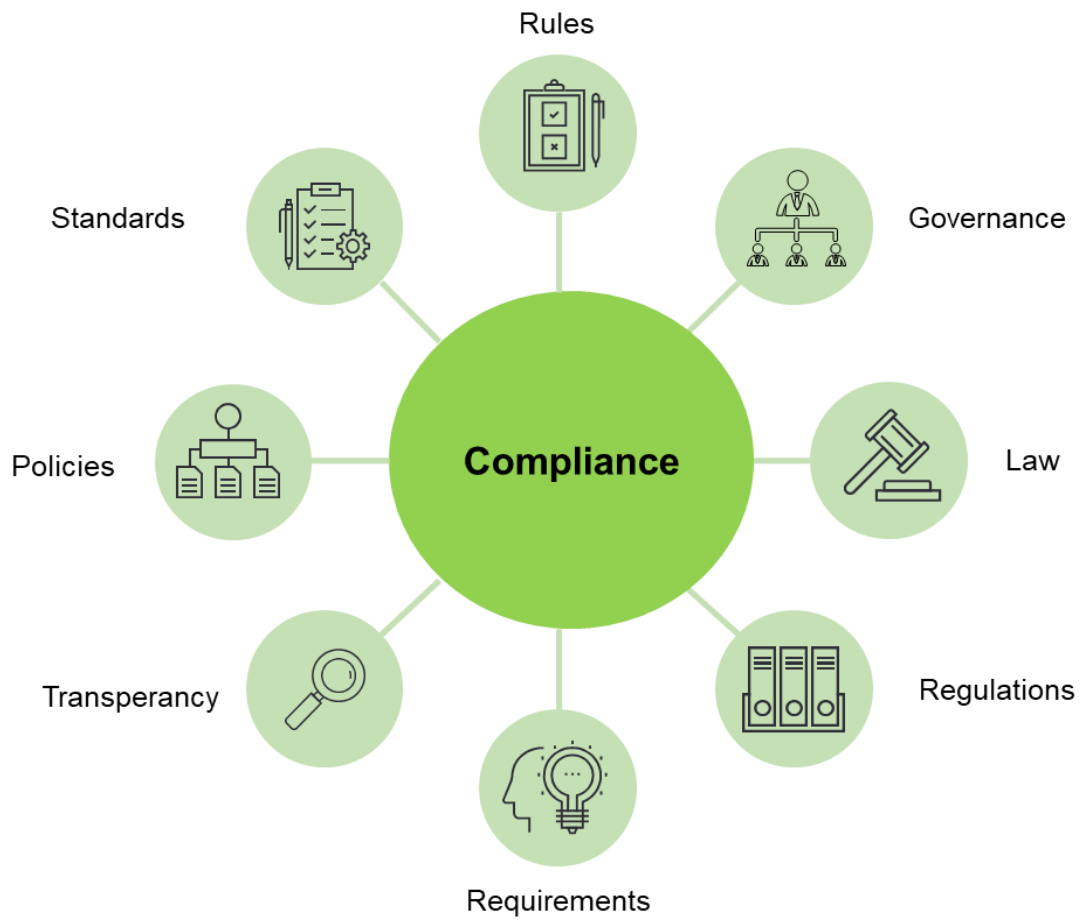 Rules
Standards
Governance
Policies
Compliance
Law
Transperancy
Regulations
Requirements